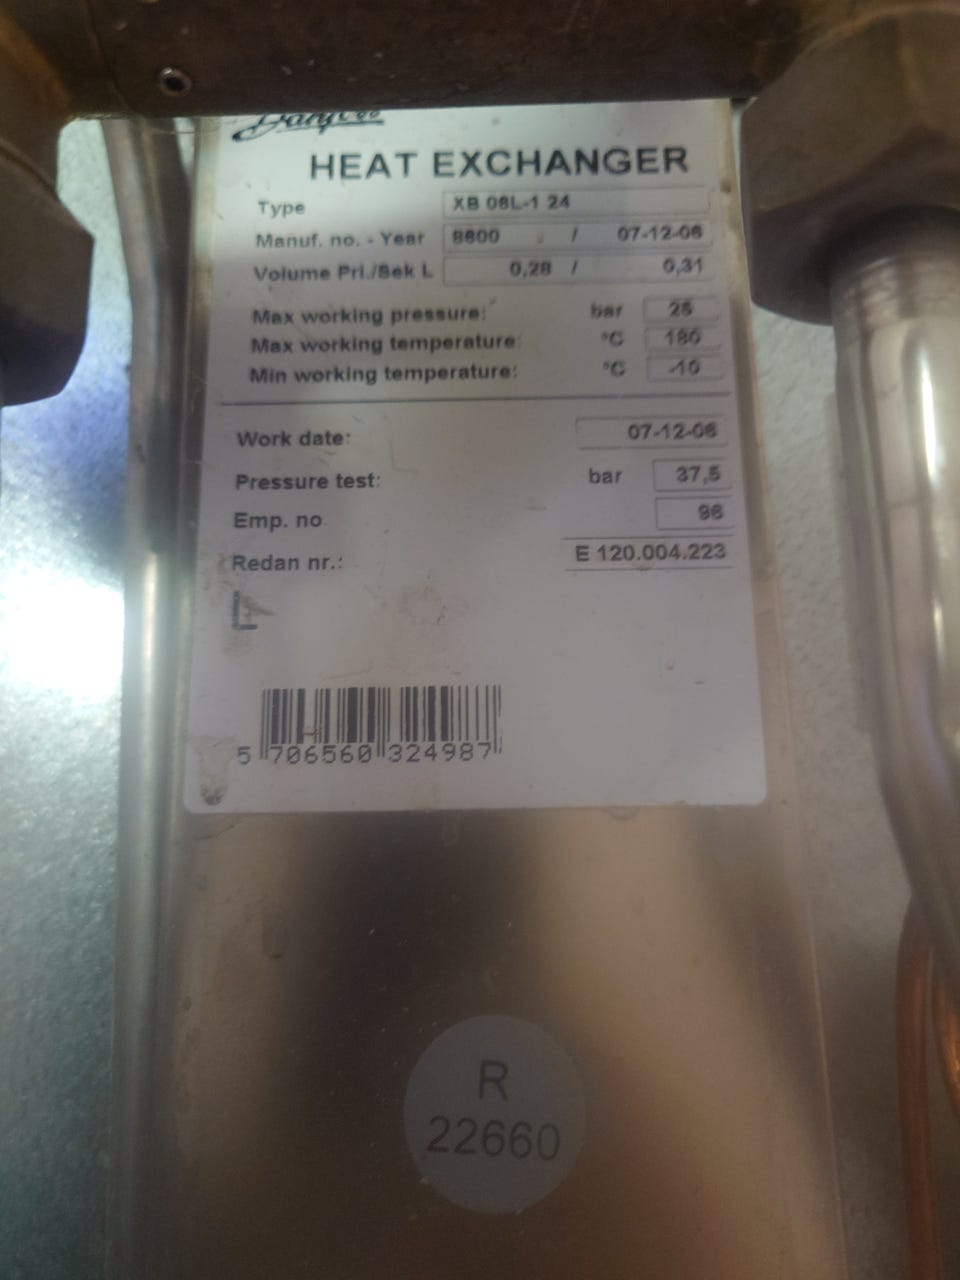 Danfoss
HEAT EXCHANGER
Type XB 06L-1 24
Manuf. no. - Year 8600 / 07-12-06
Volume Pri./Sek L 0,28 / 0,31
Max working pressure: bar 25
Max working temperature: °C 180
Min working temperature: °C -10
Work date: 07-12-06
Pressure test: bar 37,5
Emp. no 96
Redan nr.: E 120.004.223
5 706560 324987
R
22660